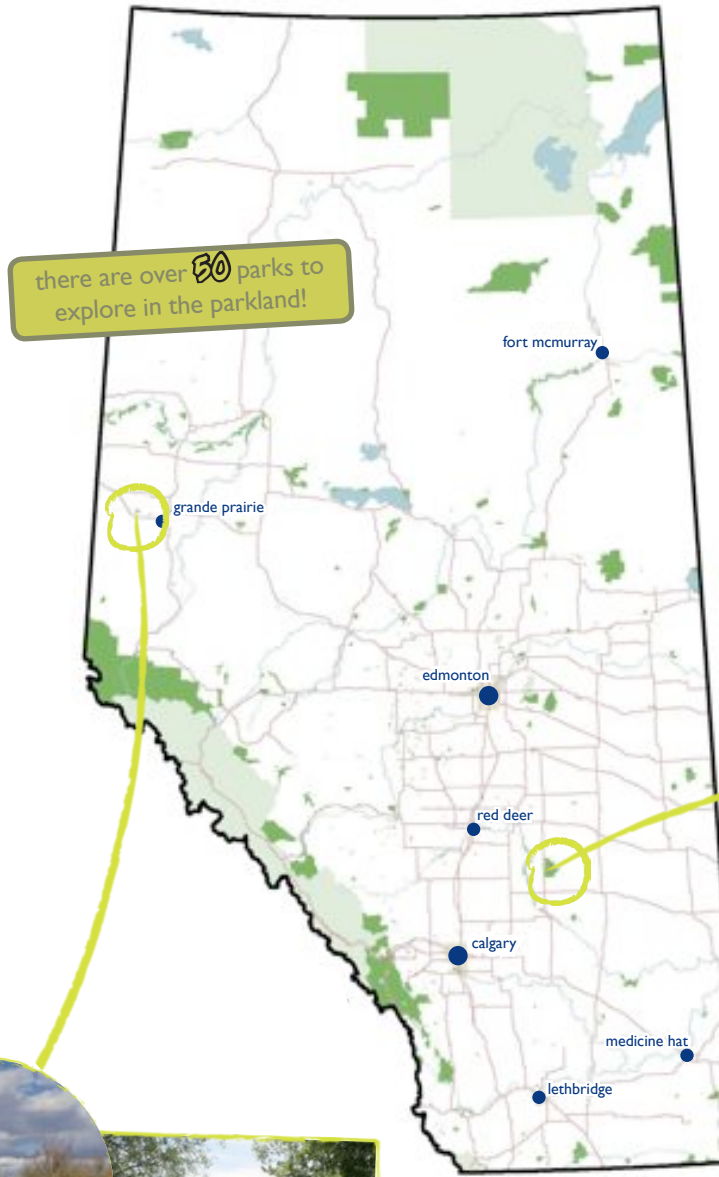 there are over 50 parks to
explore in the parkland!
fort mcmurray
grande prairie
edmonton
red deer
calgary
medicine hat
lethbridge